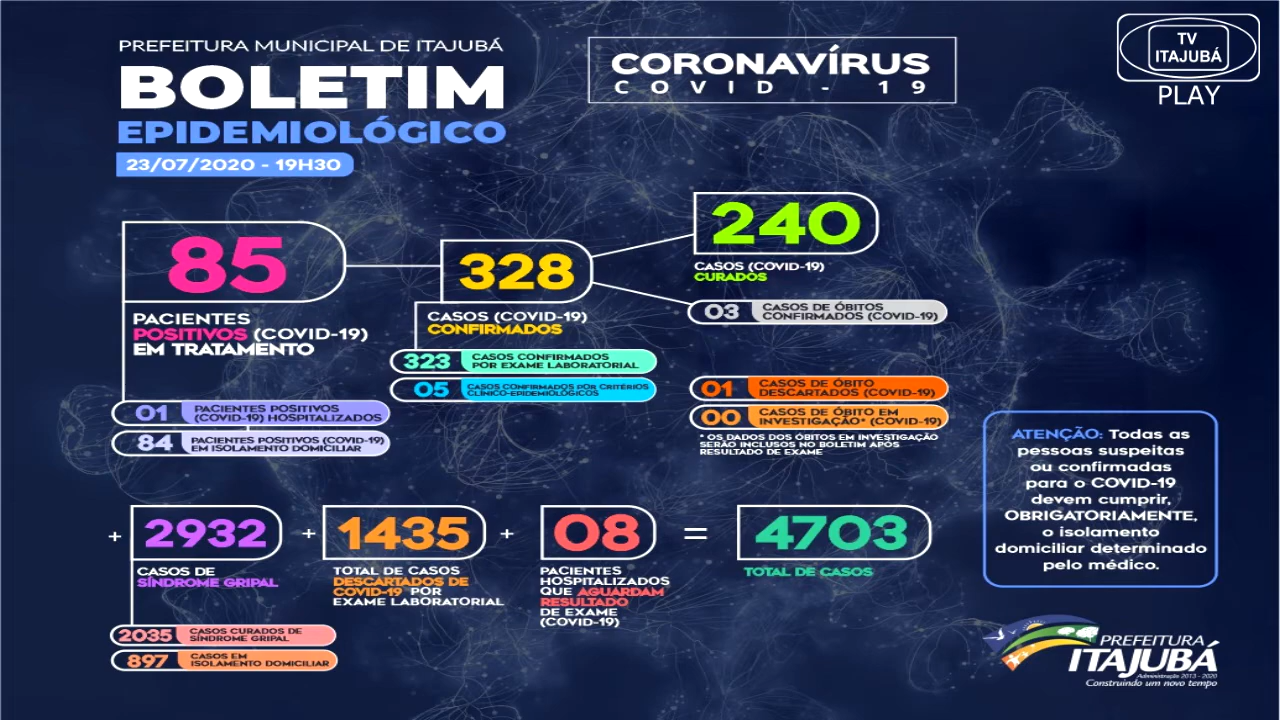 PREFEITURA MUNICIPAL DE ITAJUBÁ
BOLETIM
EPIDEMIOLÓGICO
23/07/2020 - 19H30
CORONAVÍRUS
COVID - 19
TV
ITAJUBÁ
PLAY
85
PACIENTES
POSITIVOS (COVID-19)
EM TRATAMENTO
01 PACIENTES POSITIVOS
(COVID-19) HOSPITALIZADOS
84 PACIENTES POSITIVOS (COVID-19)
EM ISOLAMENTO DOMICILIAR
328
CASOS (COVID-19)
CONFIRMADOS
323 CASOS CONFIRMADOS
POR EXAME LABORATORIAL
05 CASOS CONFIRMADOS POR CRITÉRIOS
CLÍNICO-EPIDEMIOLÓGICOS
240
CASOS (COVID-19)
CURADOS
03 CASOS DE ÓBITOS
CONFIRMADOS (COVID-19)
01 CASOS DE ÓBITO
DESCARTADOS (COVID-19)
00 CASOS DE ÓBITO EM
INVESTIGAÇÃO* (COVID-19)
* OS DADOS DOS ÓBITOS EM INVESTIGAÇÃO
SERÃO INCLUSOS NO BOLETIM APÓS
RESULTADO DE EXAME
ATENÇÃO: Todas as
pessoas suspeitas
ou confirmadas
para o COVID-19
devem cumprir,
OBRIGATORIAMENTE,
o isolamento
domiciliar determinado
pelo médico.
+ 2932 + 1435 + 08 = 4703
CASOS DE
SÍNDROME GRIPAL
2035 CASOS CURADOS DE
SÍNDROME GRIPAL
897 CASOS EM
ISOLAMENTO DOMICILIAR
TOTAL DE CASOS
DESCARTADOS DE
COVID-19 POR
EXAME LABORATORIAL
PACIENTES
HOSPITALIZADOS
QUE AGUARDAM
RESULTADO
DE EXAME
(COVID-19)
TOTAL DE CASOS
PREFEITURA
ITAJUBÁ
Administração 2013 - 2020
Construindo um novo tempo